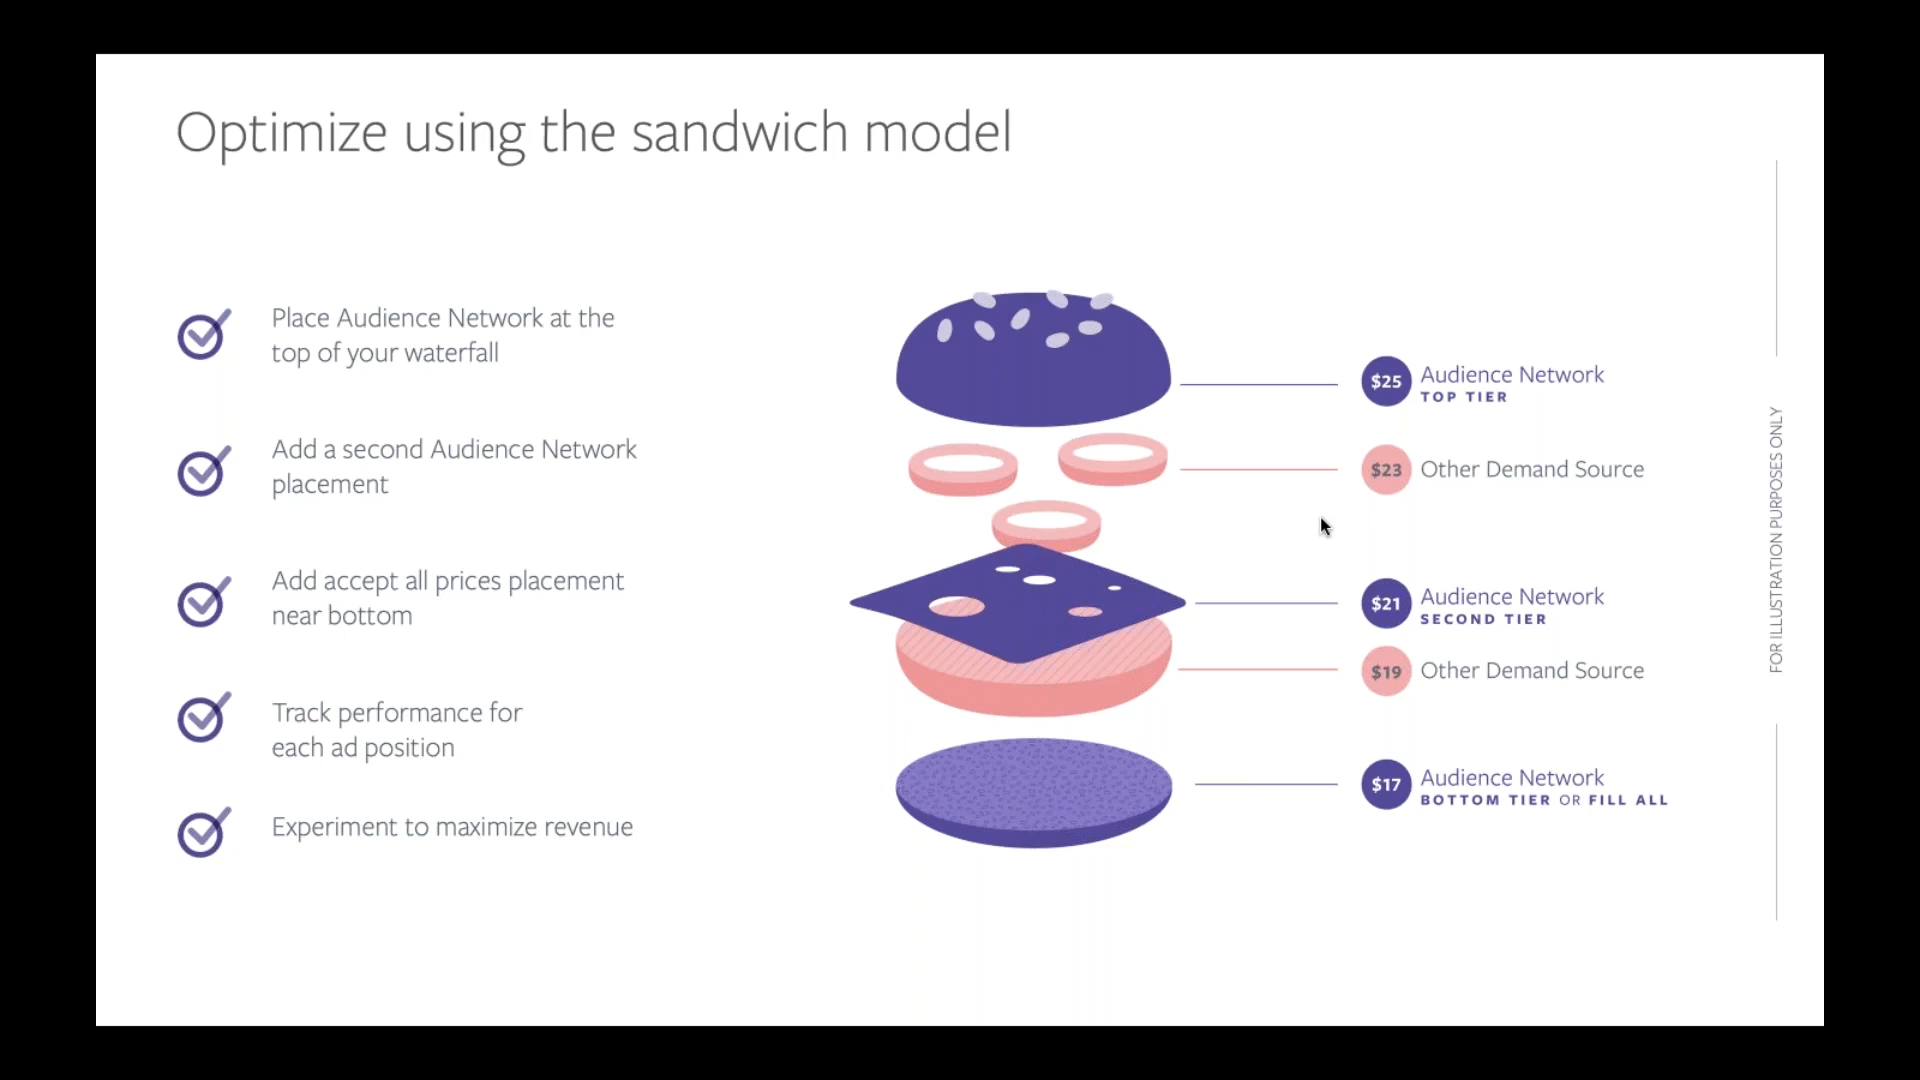 Optimize using the sandwich model
Place Audience Network at the
top of your waterfall
Add a second Audience Network
placement
Add accept all prices placement
near bottom
Track performance for
each ad position
Experiment to maximize revenue
$25 Audience Network
TOP TIER
$23 Other Demand Source
$21 Audience Network
SECOND TIER
$19 Other Demand Source
$17 Audience Network
BOTTOM TIER OR FILL ALL
FOR ILLUSTRATION PURPOSES ONLY